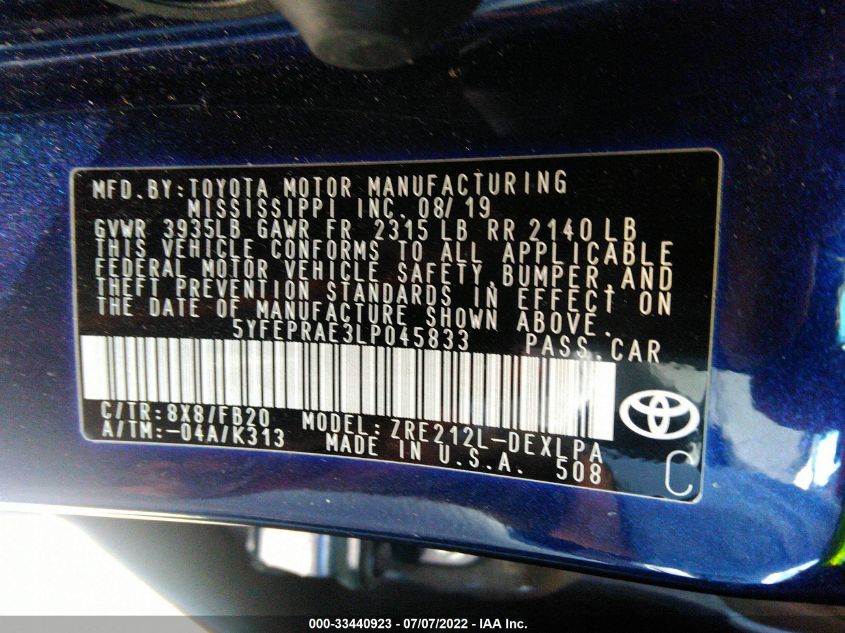 MFD.BY:TOYOTA MOTOR MANUFACTURING
MISSISSIPPI INC. 08/19
GVWR 3935LB GAWR FR 2315 LB RR 2140 LB
THIS VEHICLE CONFORMS TO ALL APPLICABLE
FEDERAL MOTOR VEHICLE SAFETY, BUMPER, AND
THEFT PREVENTION STANDARDS IN EFFECT ON
THE DATE OF MANUFACTURE SHOWN ABOVE.
5YFEPRAE3LP045833 PASS.CAR
C/TR:8X8/FB20 MODEL:ZRE212L-DEXLPA
A/TM:-04A/K313 MADE IN U.S.A. 508
C
000-33440923 - 07/07/2022 - IAA Inc.